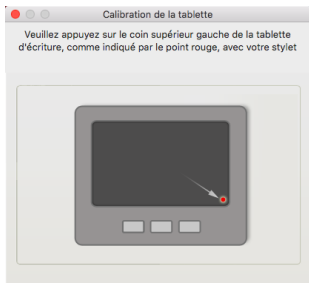 Calibration de la tablette
Veuillez appuyez sur le coin supérieur gauche de la tablette
d'écriture, comme indiqué par le point rouge, avec votre stylet